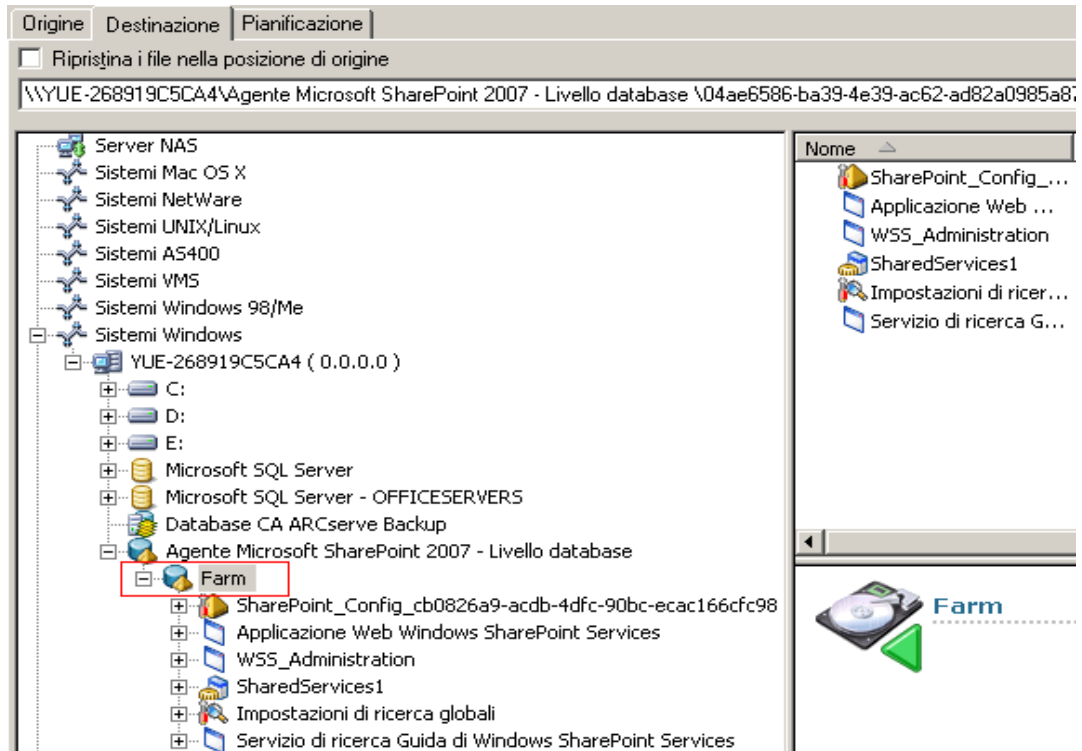 Origine Destinazione Pianificazione
Ripristina i file nella posizione di origine
\\YUE-268919C5CA4\Agente Microsoft SharePoint 2007 - Livello database \04ae6586-ba39-4e39-ac62-ad82a0985a87
Server NAS
Sistemi Mac OS X
Sistemi NetWare
Sistemi UNIX/Linux
Sistemi AS400
Sistemi VMS
Sistemi Windows 98/Me
Sistemi Windows
YUE-268919C5CA4 ( 0.0.0.0 )
C:
D:
E:
Microsoft SQL Server
Microsoft SQL Server - OFFICESERVERS
Database CA ARCserve Backup
Agente Microsoft SharePoint 2007 - Livello database
Farm
SharePoint_Config_cb0826a9-acdb-4dfc-90bc-ecac166cfc98
Applicazione Web Windows SharePoint Services
WSS_Administration
SharedServices1
Impostazioni di ricerca globali
Servizio di ricerca Guida di Windows SharePoint Services
Nome
SharePoint_Config_...
Applicazione Web ...
WSS_Administration
SharedServices1
Impostazioni di ricer...
Servizio di ricerca G...
Farm